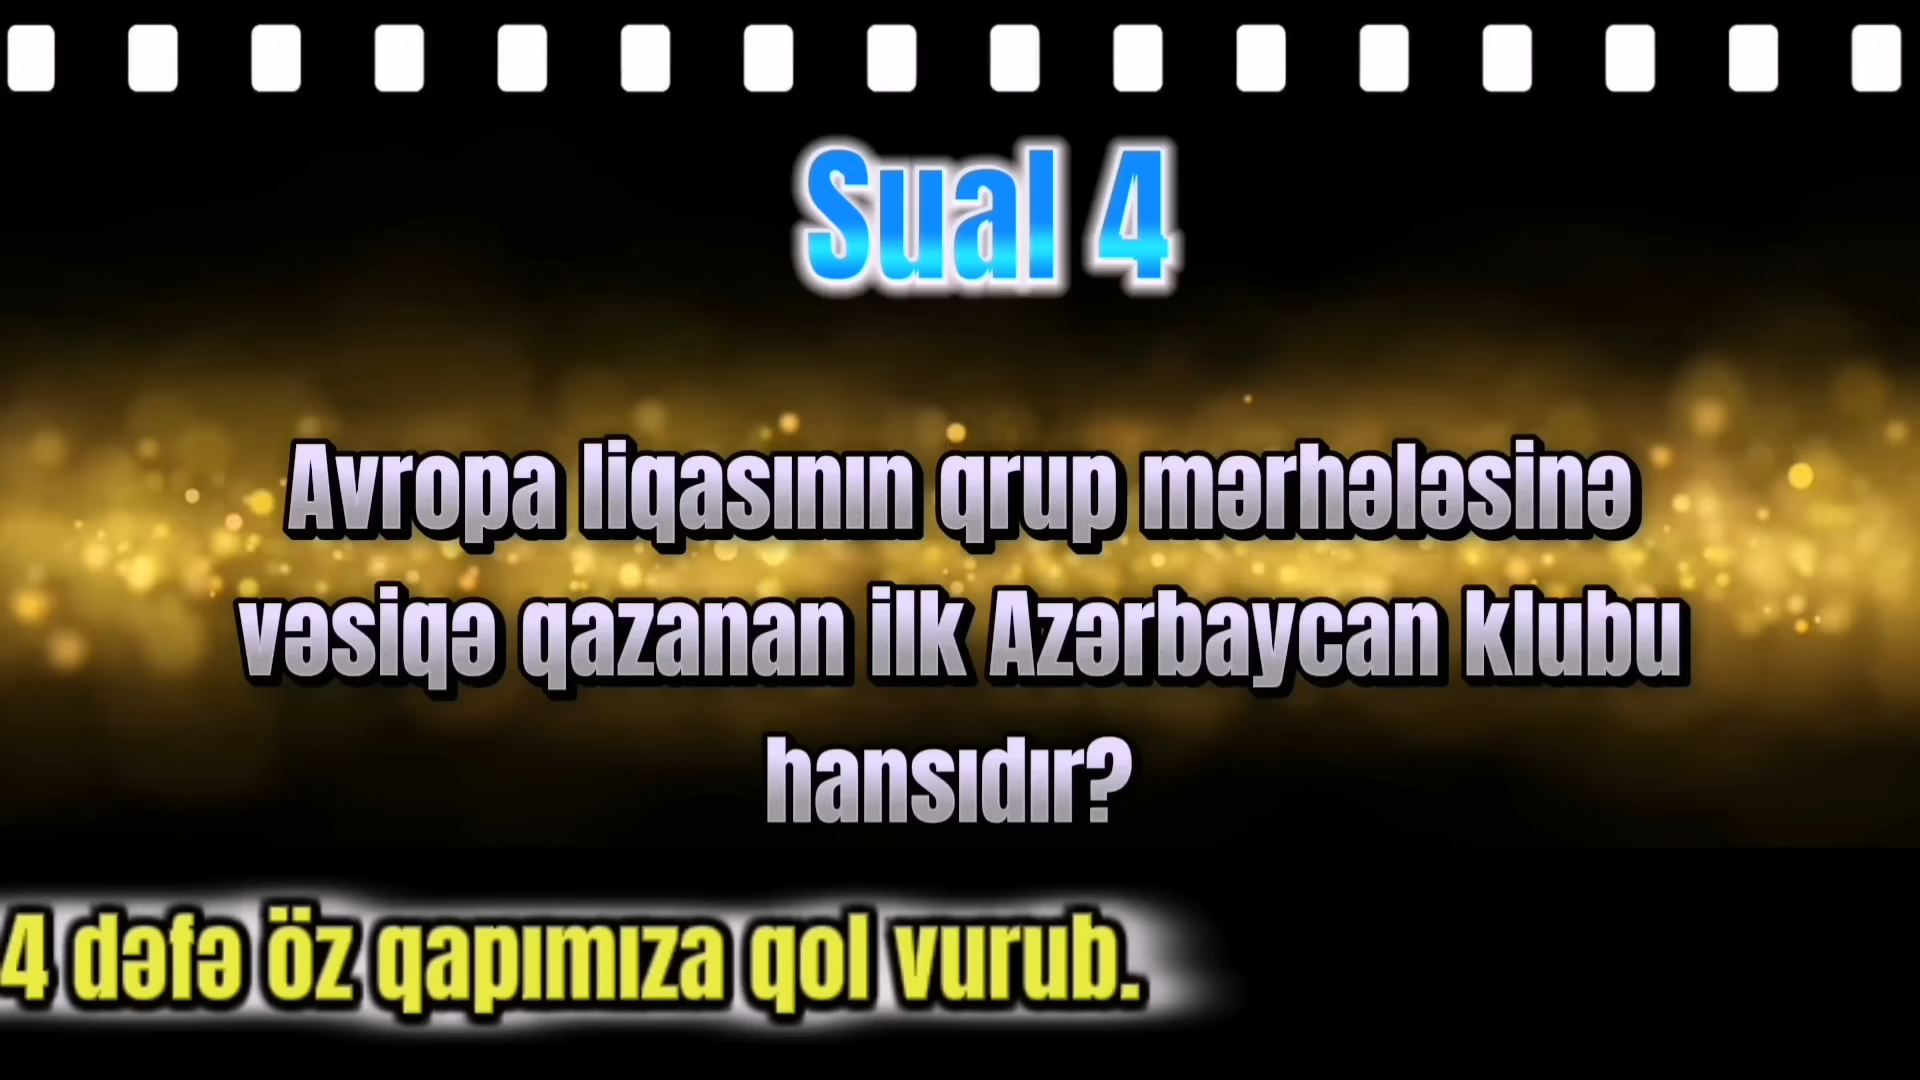 Sual 4
Avropa liqasının qrup mərhələsinə
vəsiqə qazanan ilk Azərbaycan klubu
hansıdır?
4 dəfə öz qapımıza qol vurub.